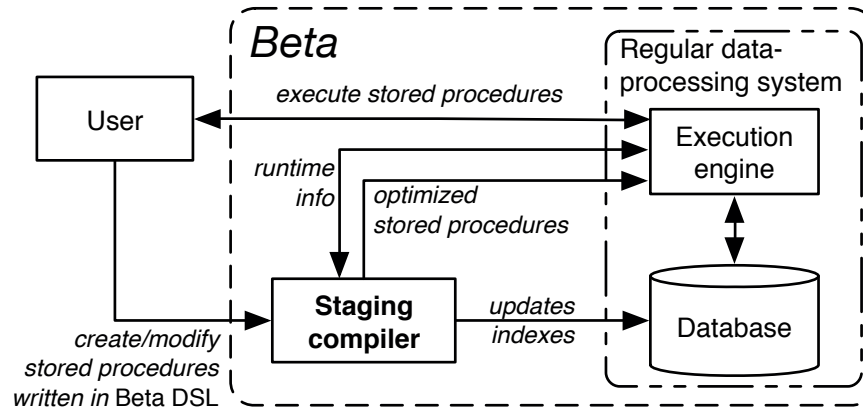 Beta
Regular data-
processing system
execute stored procedures
User
Execution
engine
runtime
info
optimized
stored procedures
Staging
compiler
updates
indexes
Database
create/modify
stored procedures
written in Beta DSL